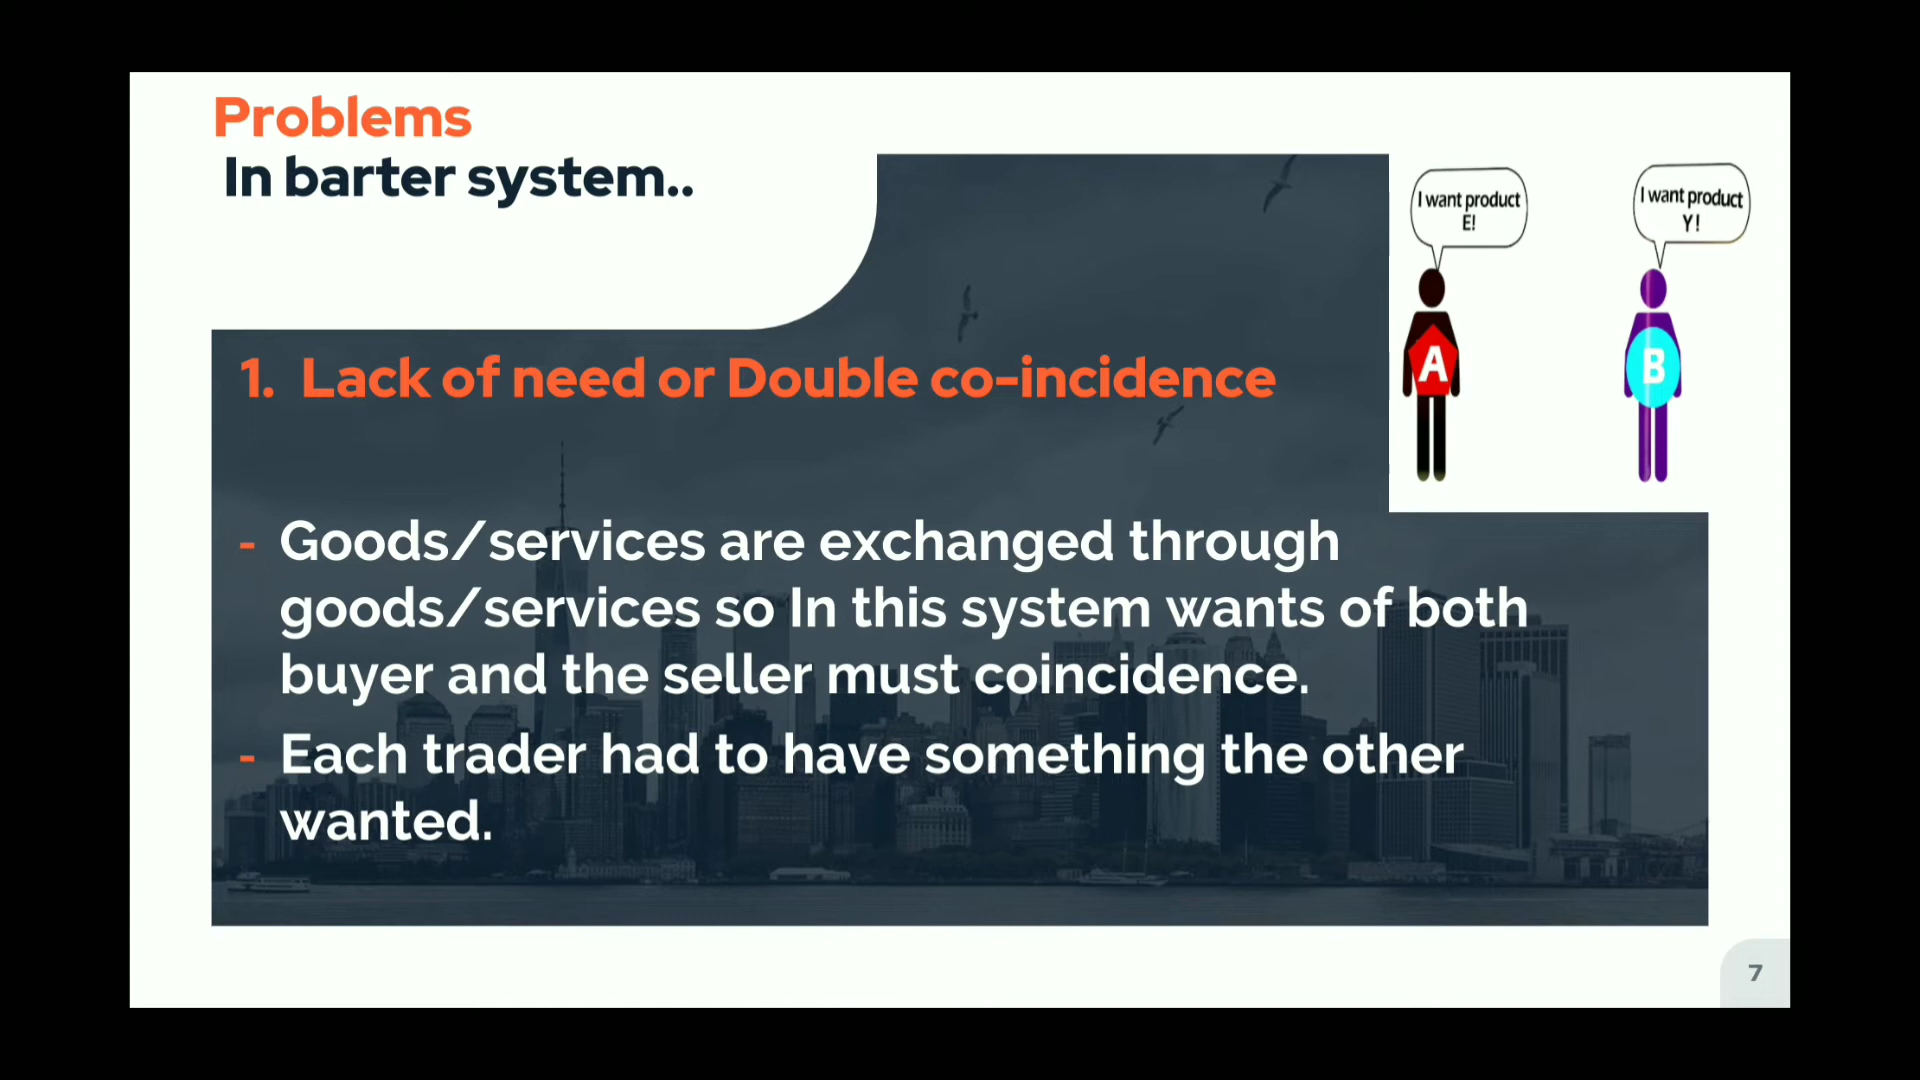 Problems
In barter system..
I want product
E!
I want product
Y!
A
B
1. Lack of need or Double co-incidence
- Goods/services are exchanged through
goods/services so In this system wants of both
buyer and the seller must coincidence.
- Each trader had to have something the other
wanted.
7